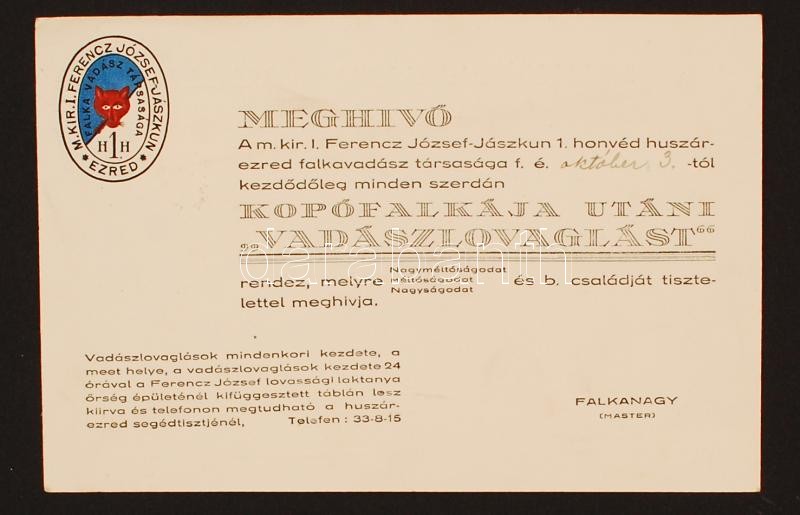 M. KIR. I. FERENCZ JÓZSEF-JÁSZKUN
* EZRED *
FALKA VADÁSZ TÁRSASÁGA
H 1 H
MEGHIVÓ
A m. kir. I. Ferencz József-Jászkun 1. honvéd huszár-
ezred falkavadász társasága f. é. október 3. -tól
kezdődőleg minden szerdán
KOPÓFALKÁJA UTÁNI
„VADÁSZLOVAGLÁST“
Nagyméltóságodat
rendez, melyre Méltóságodat és b. családját tiszte-
Nagyságodat
lettel meghivja.
Vadászlovaglások mindenkori kezdete, a
meet helye, a vadászlovaglások kezdete 24
órával a Ferencz József lovassági laktanya
őrség épületénél kifüggesztett táblán lesz
kiirva és telefonon megtudható a huszár-
ezred segédtisztjénél, Telefen : 33-8-15
FALKANAGY
(MASTER)
darabanth